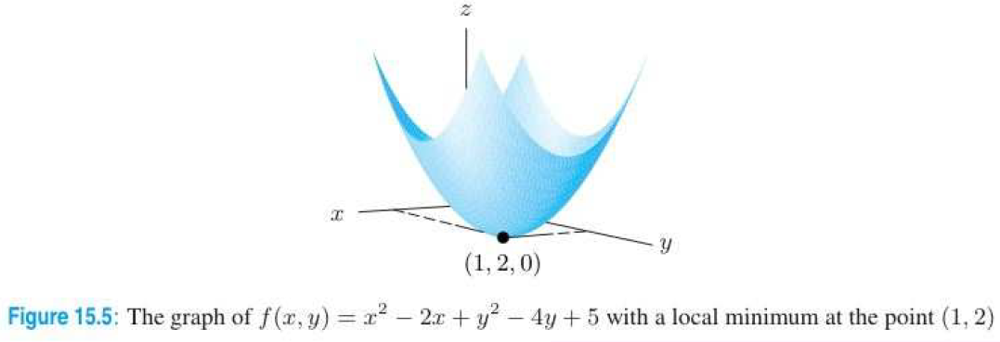 z
x
y
(1, 2, 0)
Figure 15.5: The graph of f(x, y) = x² − 2x + y² − 4y + 5 with a local minimum at the point (1, 2)